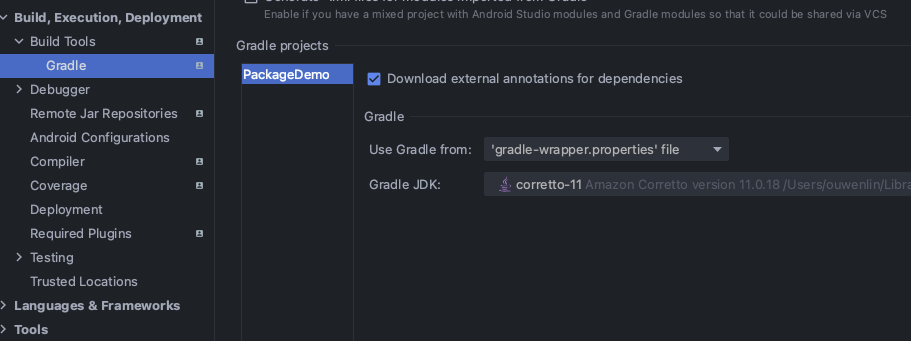 Build, Execution, Deployment
Build Tools
Gradle
Debugger
Remote Jar Repositories
Android Configurations
Compiler
Coverage
Deployment
Required Plugins
Testing
Trusted Locations
Languages & Frameworks
Tools
Enable if you have a mixed project with Android Studio modules and Gradle modules so that it could be shared via VCS
Gradle projects
PackageDemo
Download external annotations for dependencies
Gradle
Use Gradle from: 'gradle-wrapper.properties' file
Gradle JDK: corretto-11 Amazon Corretto version 11.0.18 /Users/ouwenlin/Libra